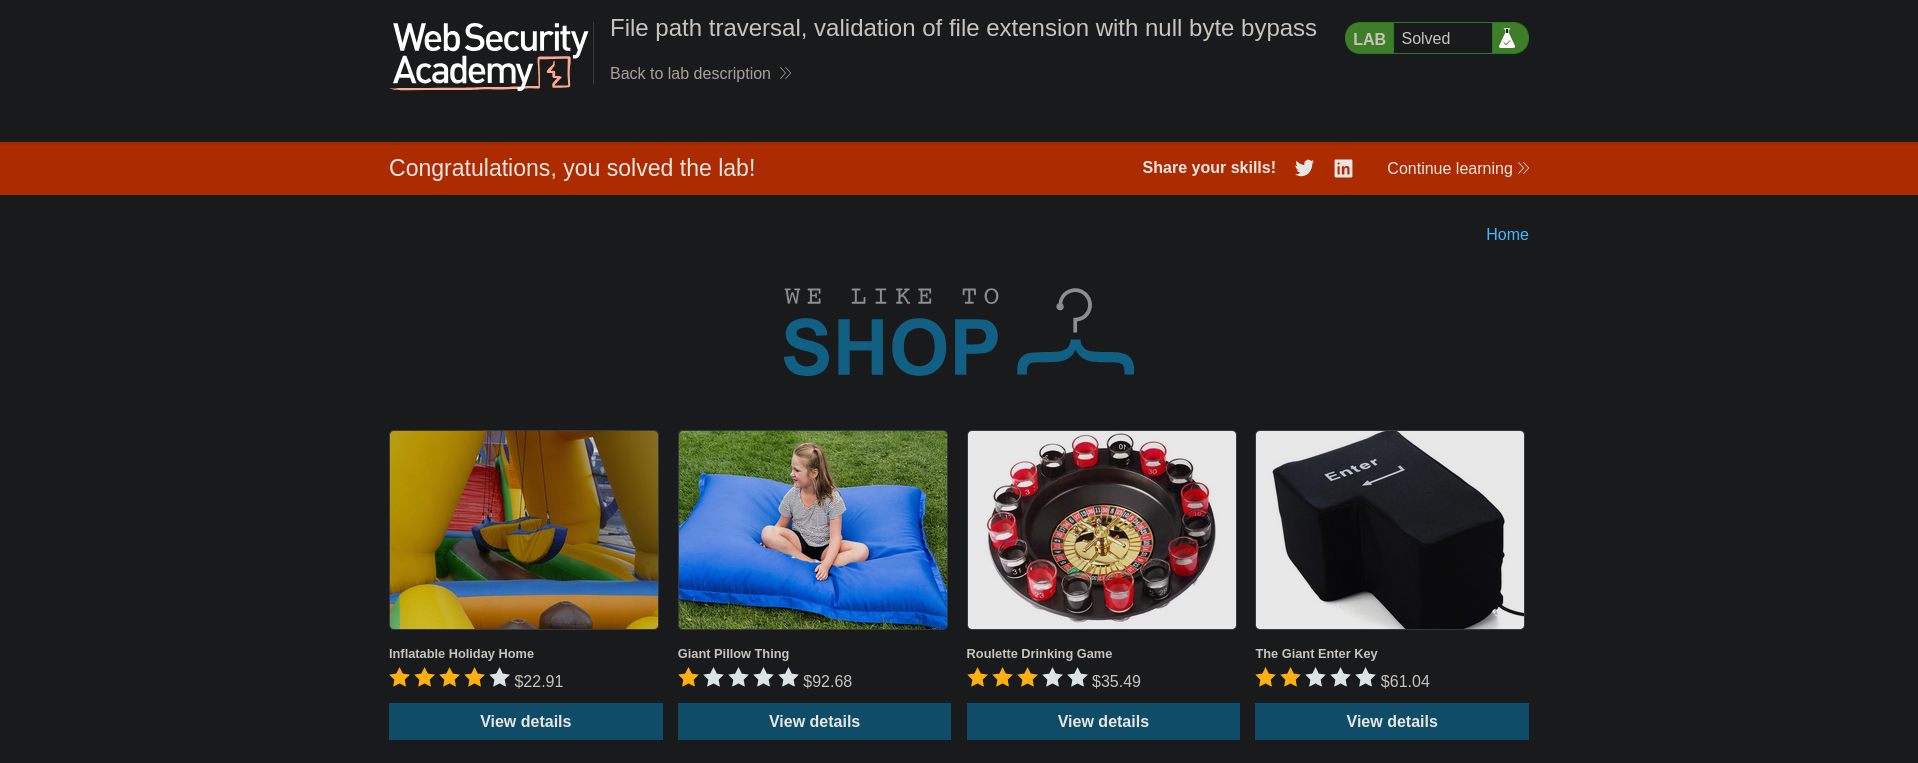 Web Security
Academy
File path traversal, validation of file extension with null byte bypass
Back to lab description
LAB Solved
Congratulations, you solved the lab!
Share your skills!
Continue learning
Home
WE LIKE TO
SHOP
Enter
Inflatable Holiday Home
$22.91
View details
Giant Pillow Thing
$92.68
View details
Roulette Drinking Game
$35.49
View details
The Giant Enter Key
$61.04
View details